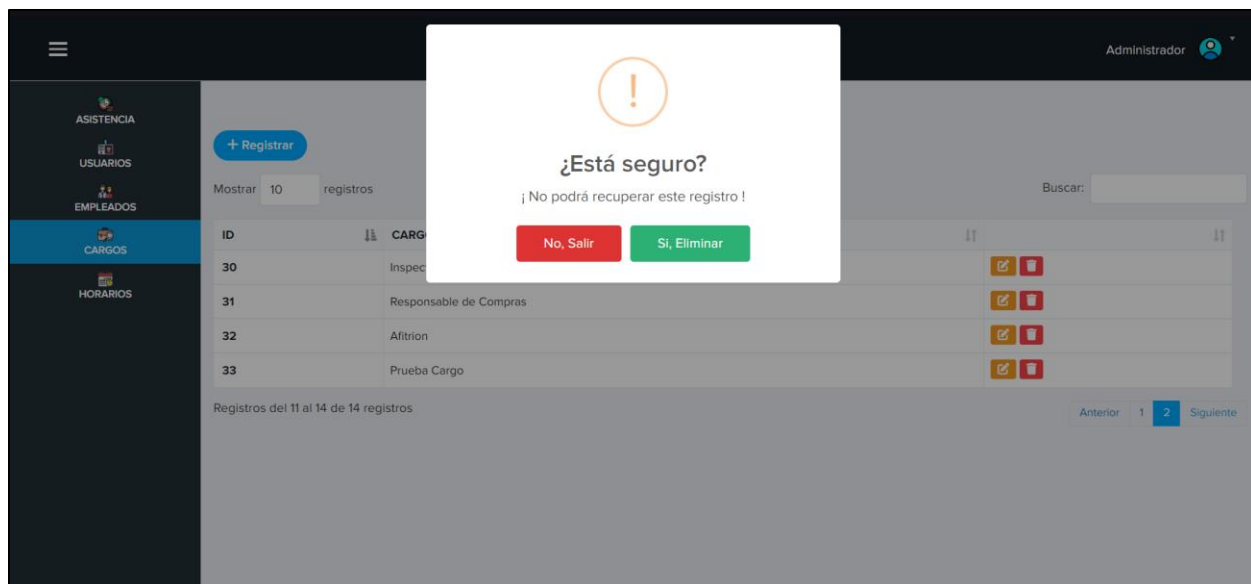 Administrador
ASISTENCIA
USUARIOS
EMPLEADOS
CARGOS
HORARIOS
+ Registrar
Mostrar 10 registros
Buscar:
ID CARG
30 Inspec
31 Responsable de Compras
32 Afitrion
33 Prueba Cargo
Registros del 11 al 14 de 14 registros
Anterior 1 2 Siguiente
!
¿Está seguro?
¡ No podrá recuperar este registro !
No, Salir Si, Eliminar